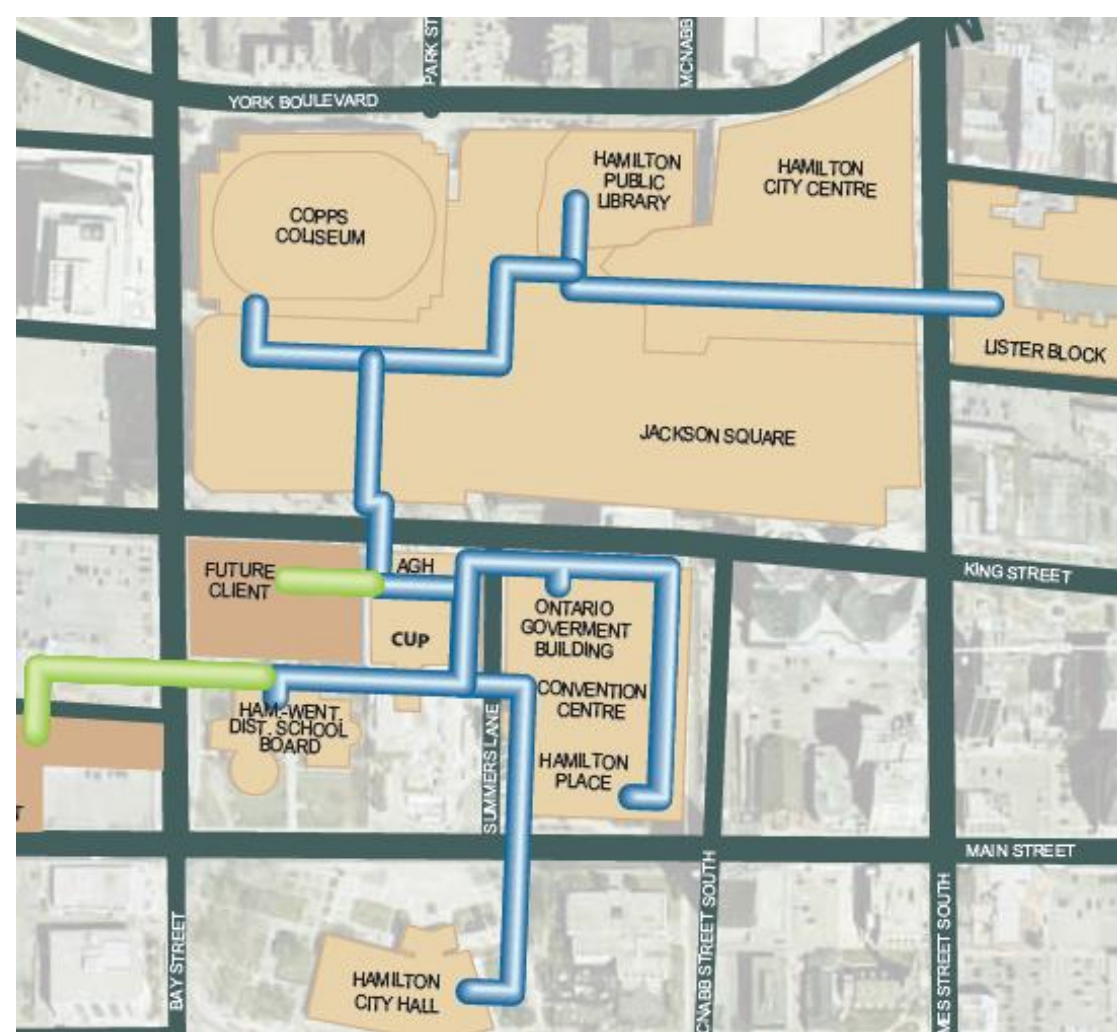 PARK ST
MCNABB
YORK BOULEVARD
HAMILTON
PUBLIC
LIBRARY
HAMILTON
CITY CENTRE
COPPS
COLISEUM
LISTER BLOCK
JACKSON SQUARE
KING STREET
FUTURE
CLIENT
AGH
CUP
ONTARIO
GOVERMENT
BUILDING
CONVENTION
CENTRE
HAMILTON
PLACE
HAM.-WENT
DIST. SCHOOL
BOARD
SUMMERS LANE
T
MAIN STREET
BAY STREET
HAMILTON
CITY HALL
CNABB STREET SOUTH
MES STREET SOUTH